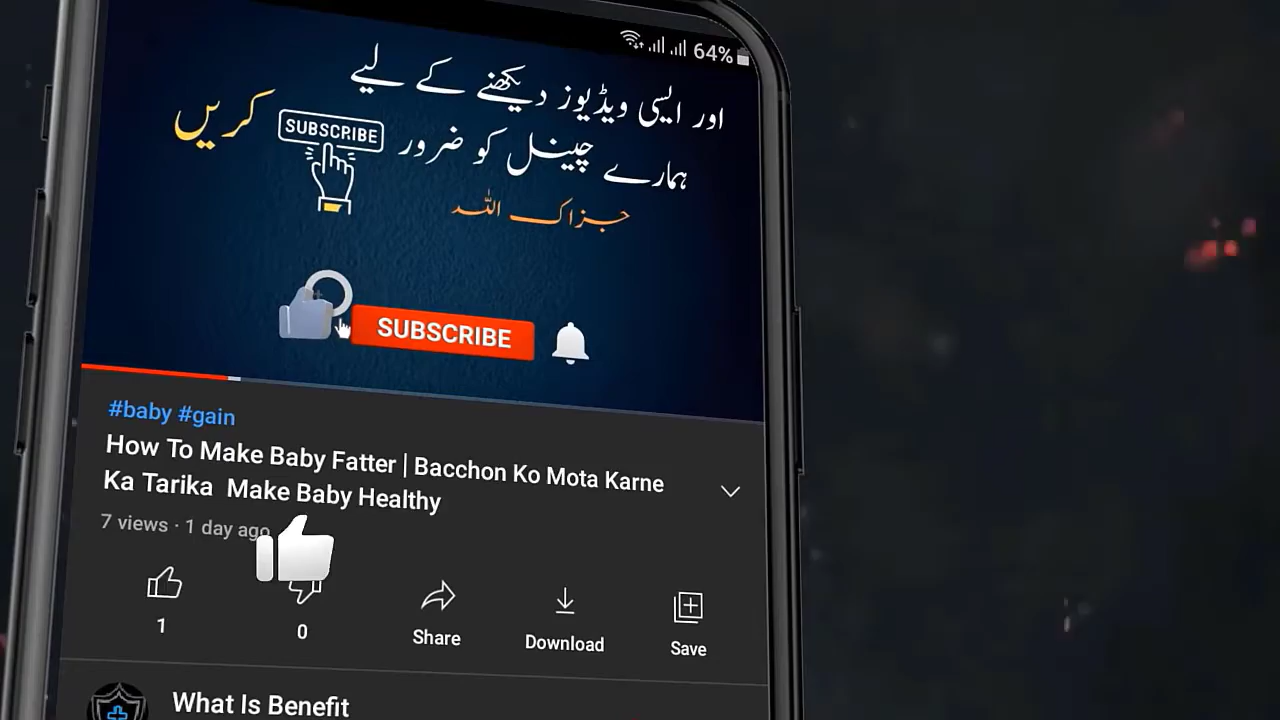 64%
اور ایسی ویڈیوز دیکھنے کے لیے
ہمارے چینل کو ضرور SUBSCRIBE کریں
جزاک اللہ
SUBSCRIBE
#baby #gain
How To Make Baby Fatter | Bacchon Ko Mota Karne
Ka Tarika Make Baby Healthy
7 views · 1 day ago
1
0
Share
Download
Save
What Is Benefit